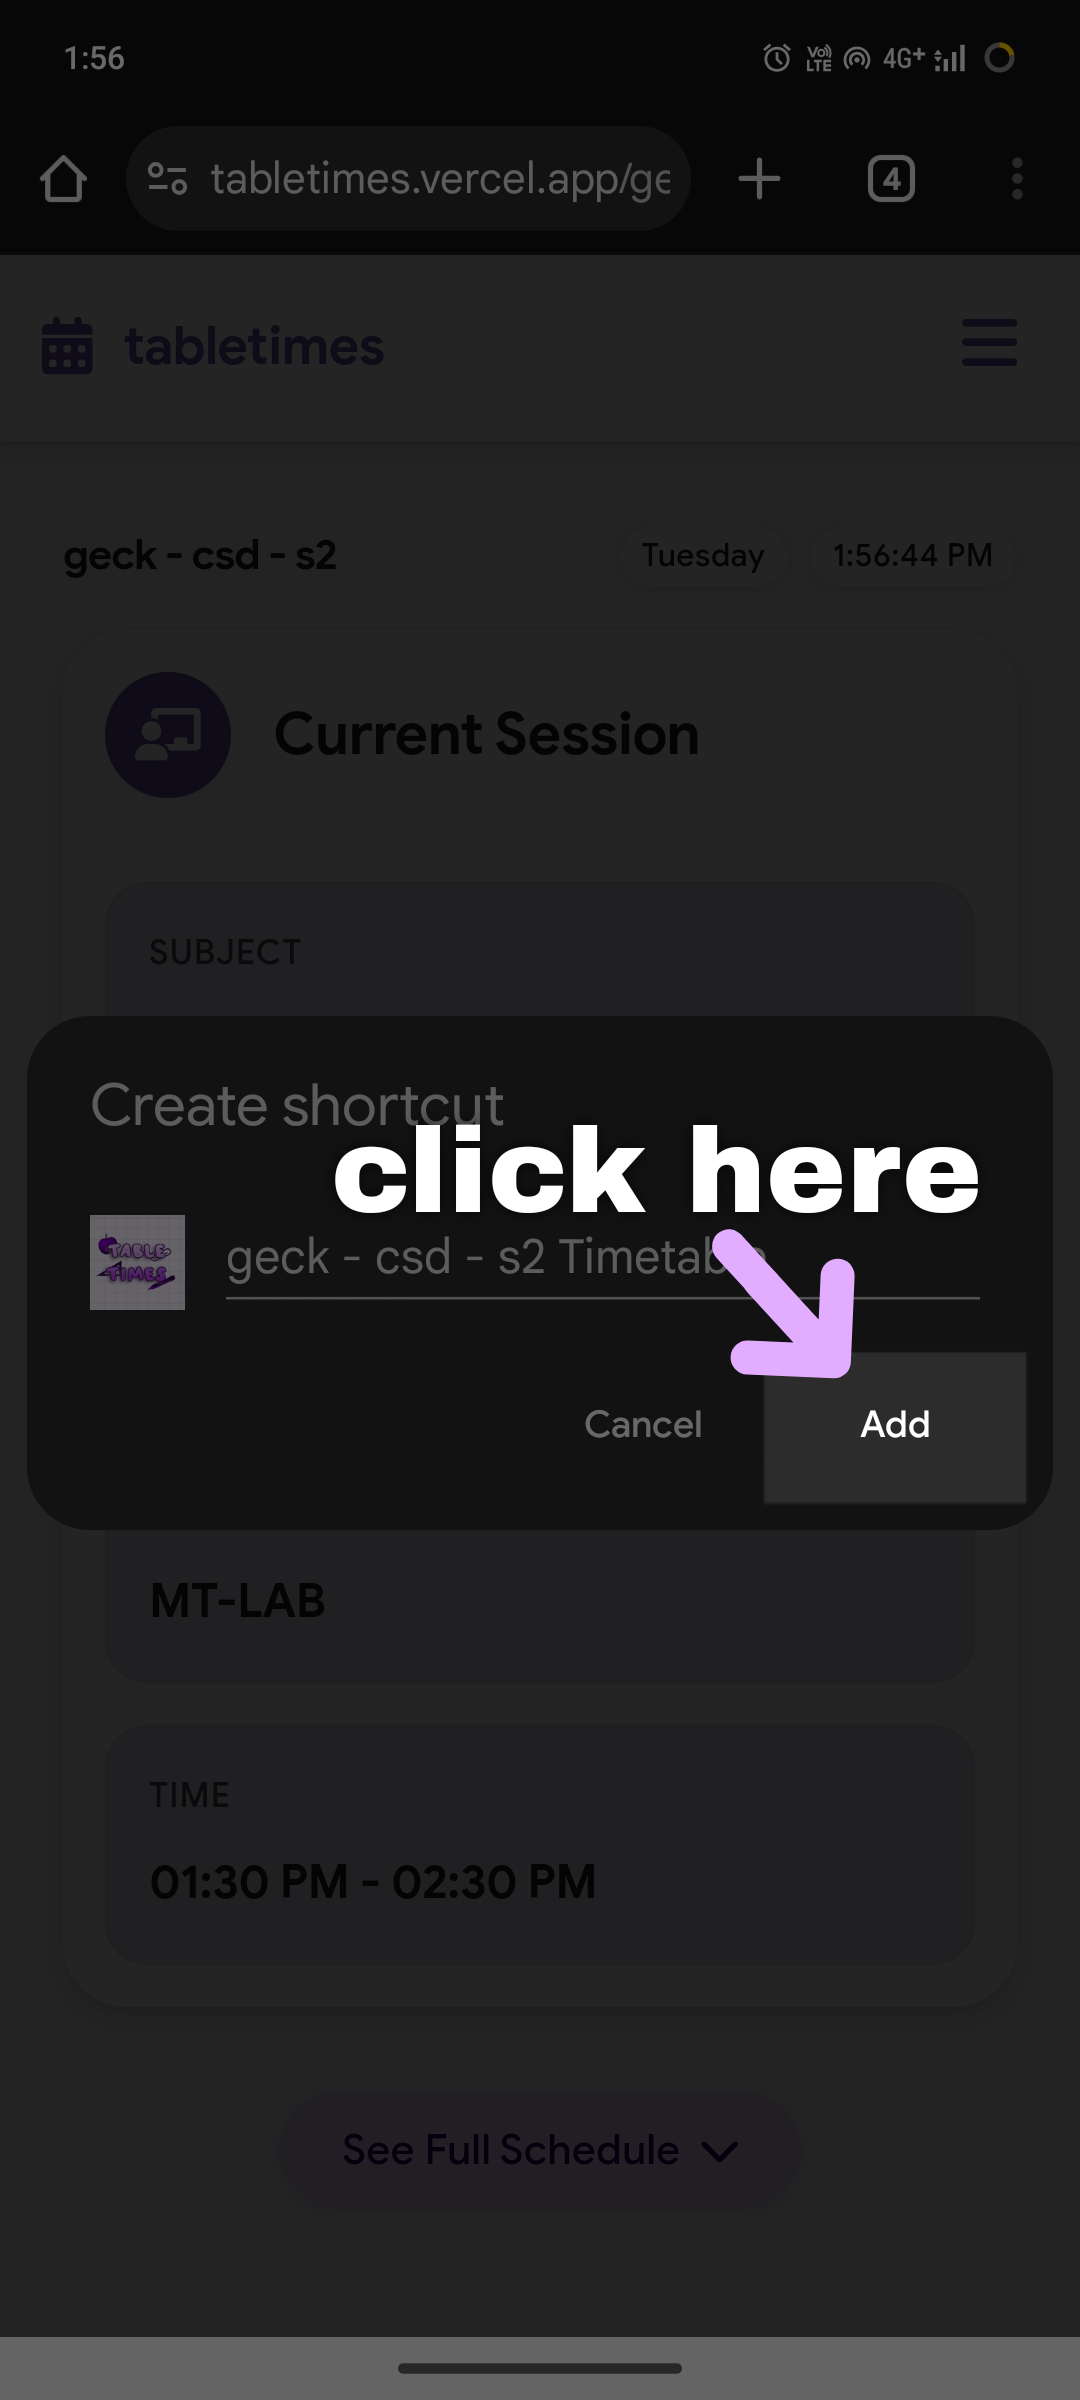 1:56
Vo) LTE 4G+
tabletimes.vercel.app/ge
4
tabletimes
geck - csd - s2
Tuesday
1:56:44 PM
Current Session
SUBJECT
Create shortcut
click here
TABLE-
TIMES
geck - csd - s2 Timetable
Cancel
Add
MT-LAB
TIME
01:30 PM - 02:30 PM
See Full Schedule